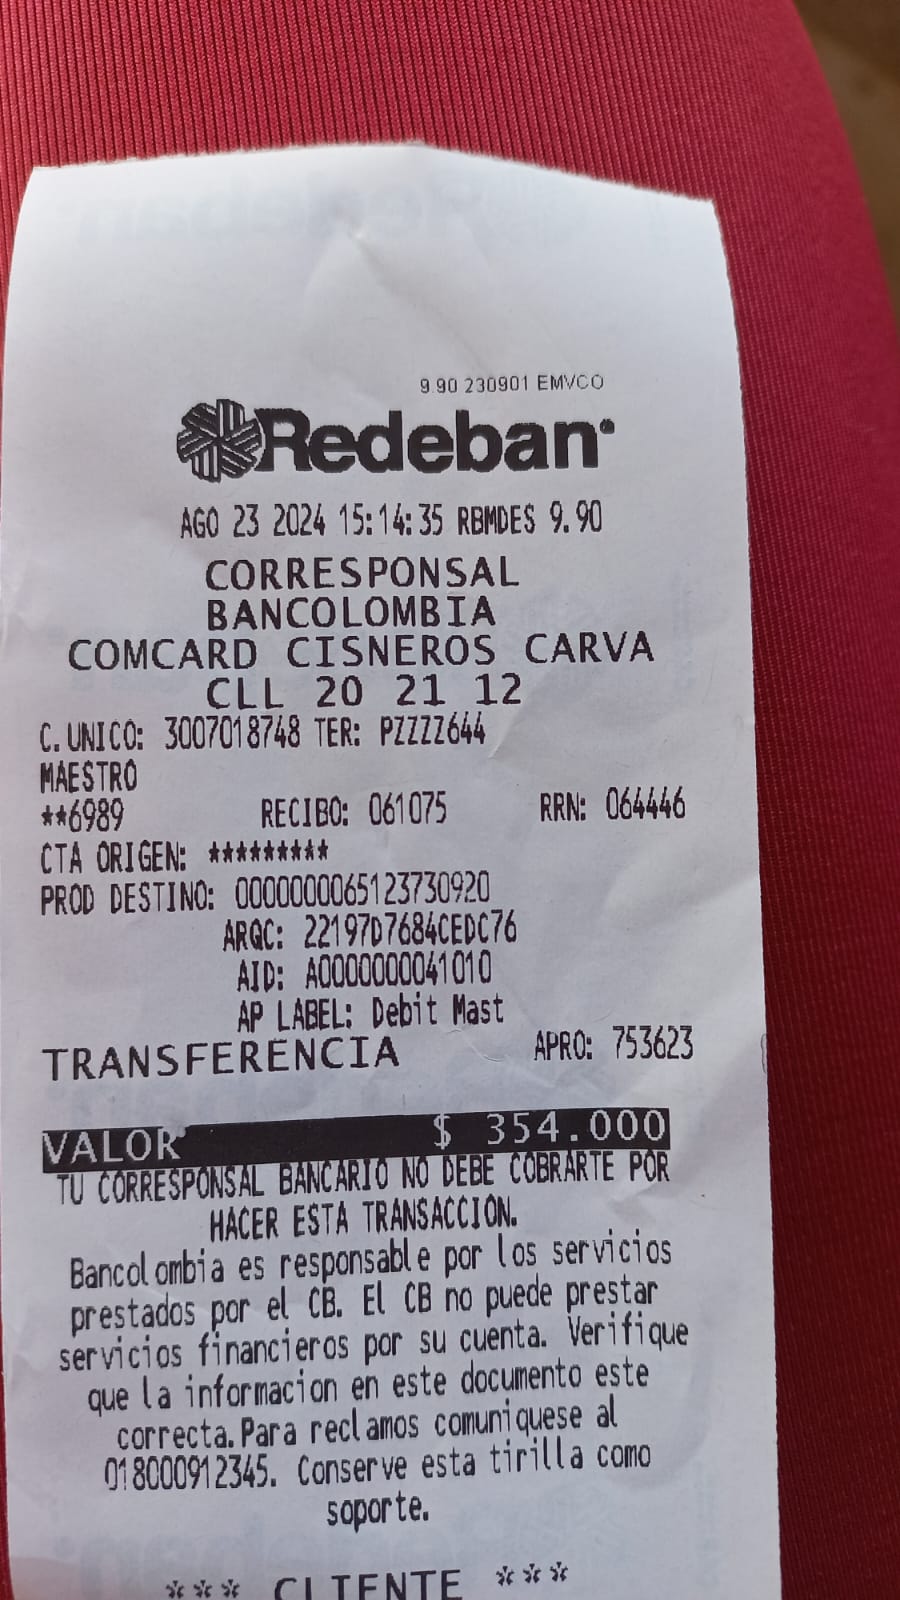 9.90 230901 EMVCO
Redeban
AGO 23 2024 15:14:35 RBMDES 9.90
CORRESPONSAL
BANCOLOMBIA
COMCARD CISNEROS CARVA
CLL 20 21 12
C. UNICO: 3007018748 TER: PZZZZ644
MAESTRO
**6989 RECIBO: 061075 RRN: 064446
CTA ORIGEN: *********
PROD DESTINO: 0000000065123730920
ARQC: 22197D7684CEDC76
AID: A0000000041010
AP LABEL: Debit Mast
TRANSFERENCIA APRO: 753623
VALOR $ 354.000
TU CORRESPONSAL BANCARIO NO DEBE COBRARTE POR
HACER ESTA TRANSACCION.
Bancolombia es responsable por los servicios
prestados por el CB. El CB no puede prestar
servicios financieros por su cuenta. Verifique
que la informacion en este documento este
correcta.Para reclamos comuniquese al
018000912345. Conserve esta tirilla como
soporte.
*** CLIENTE ***